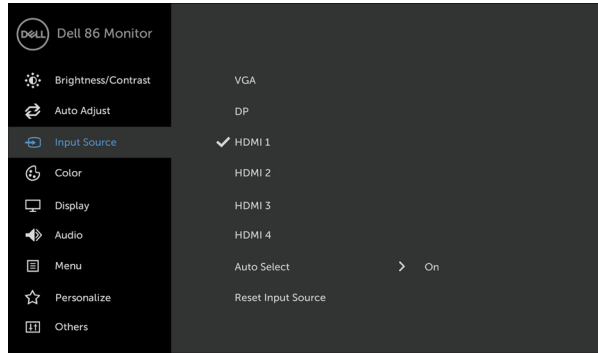 DELL Dell 86 Monitor
Brightness/Contrast
VGA
Auto Adjust
DP
Input Source
HDMI 1
Color
HDMI 2
Display
HDMI 3
Audio
HDMI 4
Menu
Auto Select > On
Personalize
Reset Input Source
Others